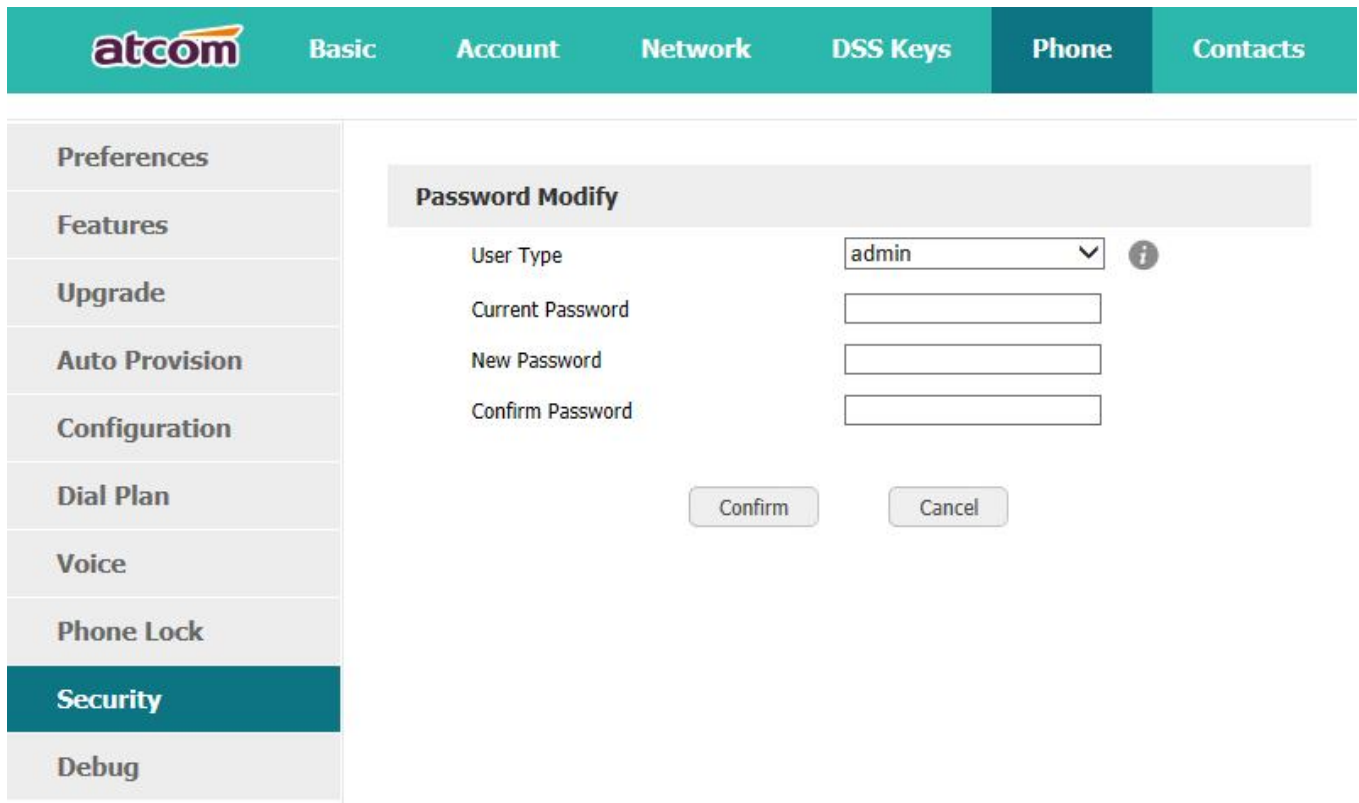 atcom Basic Account Network DSS Keys Phone Contacts
Preferences
Features
Upgrade
Auto Provision
Configuration
Dial Plan
Voice
Phone Lock
Security
Debug
Password Modify
User Type admin i
Current Password
New Password
Confirm Password
Confirm Cancel